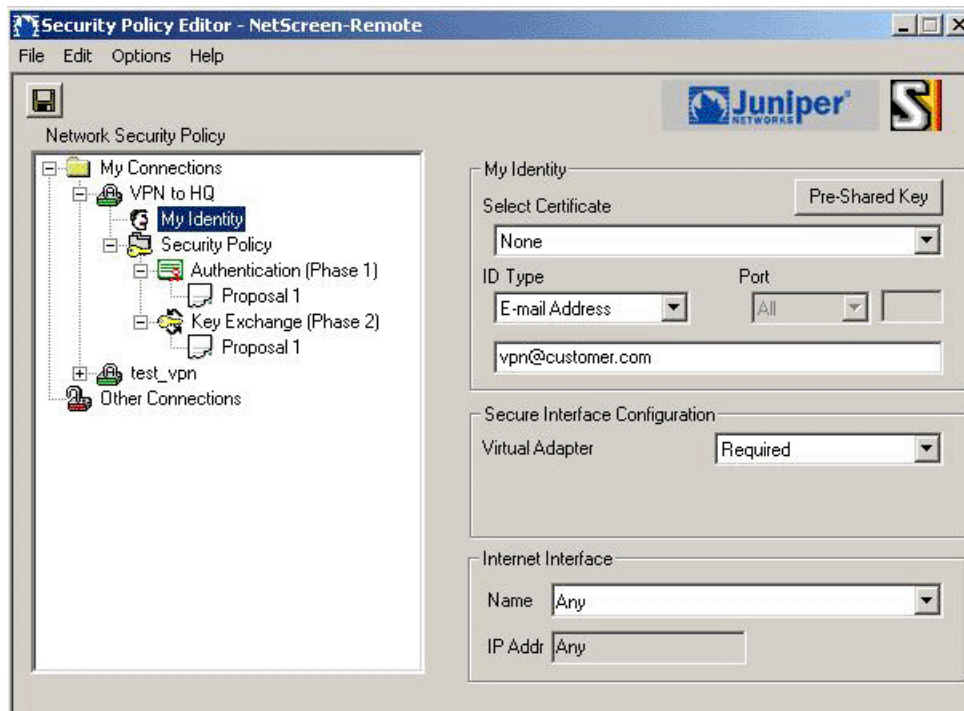 Security Policy Editor - NetScreen-Remote
File Edit Options Help
Juniper
NETWORKS
S
Network Security Policy
My Connections
VPN to HQ
My Identity
Security Policy
Authentication (Phase 1)
Proposal 1
Key Exchange (Phase 2)
Proposal 1
test_vpn
Other Connections
My Identity
Pre-Shared Key
Select Certificate
None
ID Type Port
E-mail Address All
vpn@customer.com
Secure Interface Configuration
Virtual Adapter Required
Internet Interface
Name Any
IP Addr Any